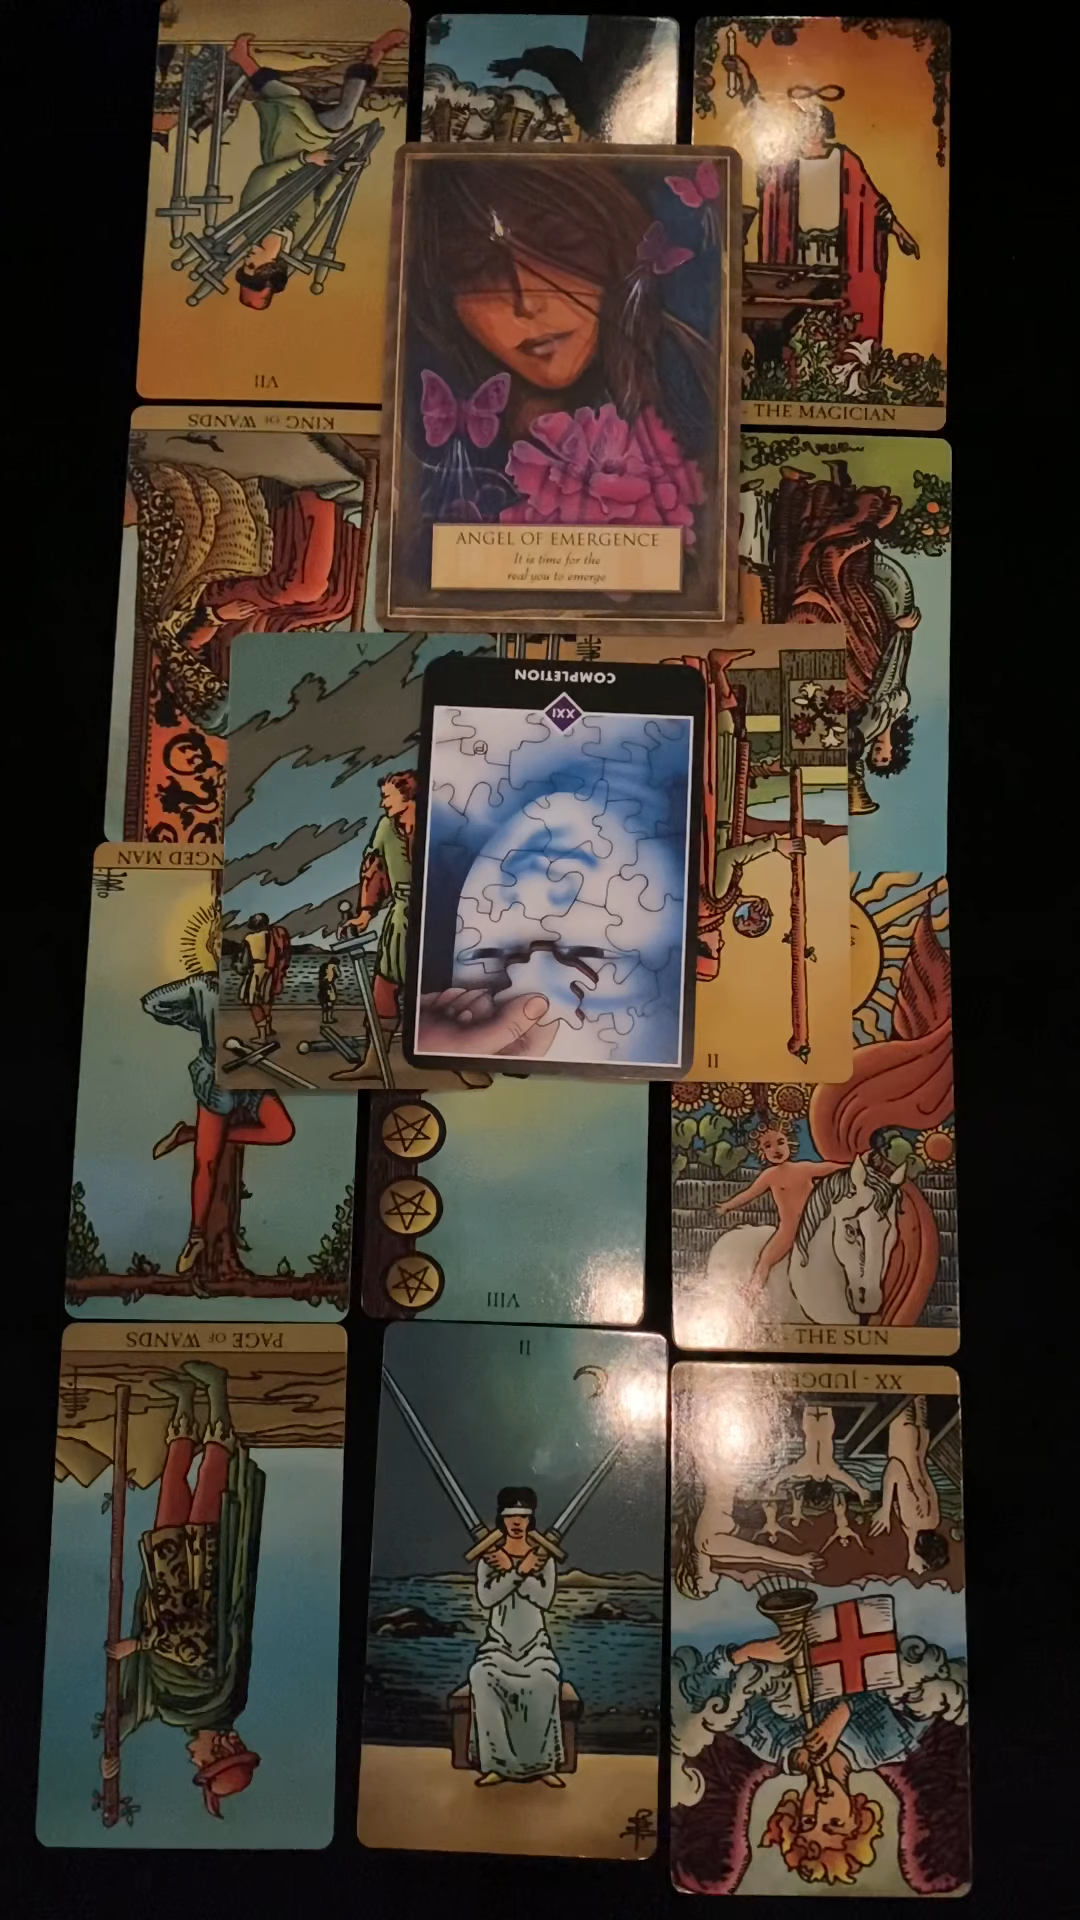 VII
- THE MAGICIAN
KING OF WANDS
ANGEL OF EMERGENCE
It is time for the
real you to emerge
V
COMPLETION
XXI
NGED MAN
II
VIII
X - THE SUN
PAGE OF WANDS
II
XX - JUDGE